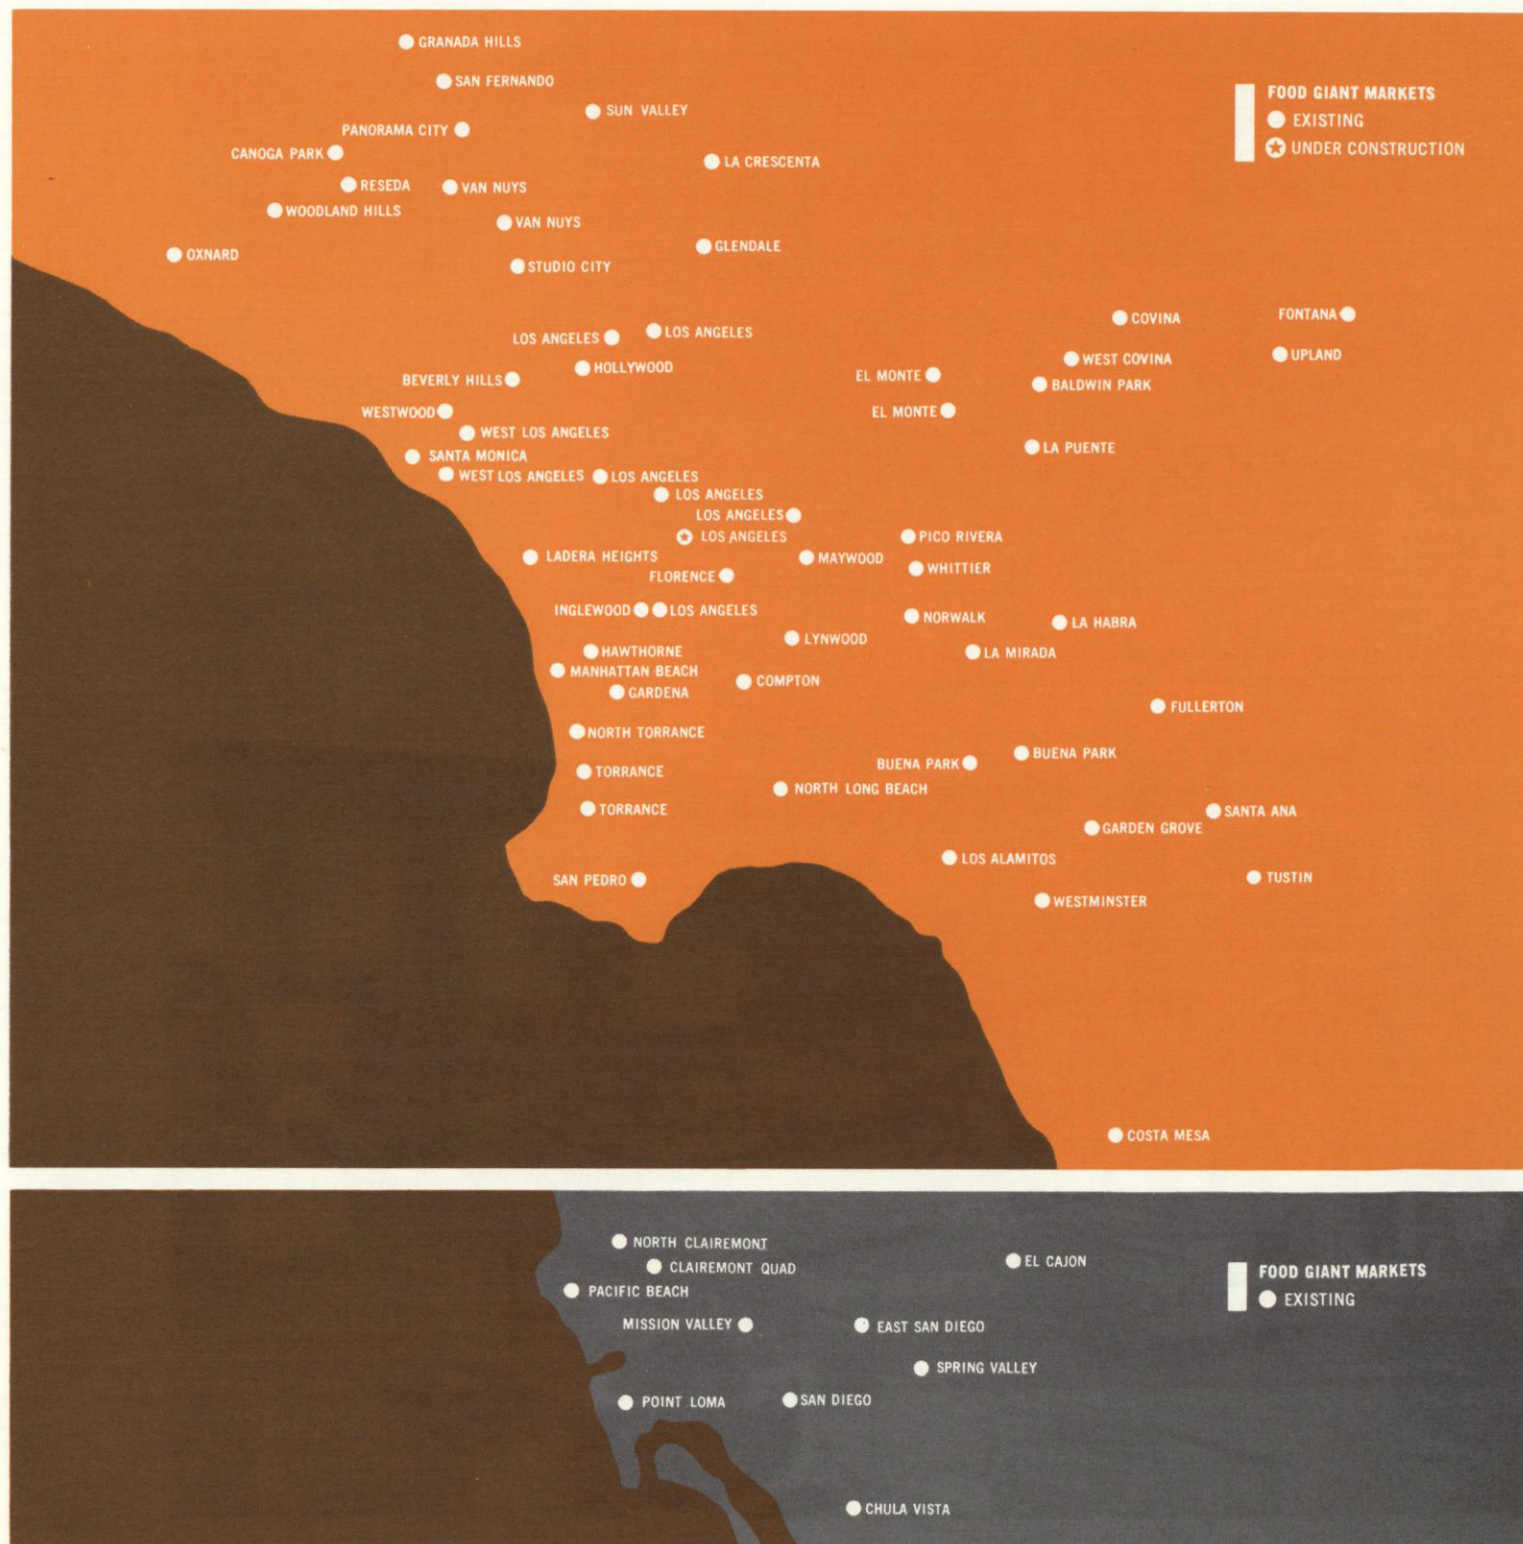 GRANADA HILLS
SAN FERNANDO
FOOD GIANT MARKETS
SUN VALLEY
EXISTING
PANORAMA CITY
UNDER CONSTRUCTION
CANOGA PARK
LA CRESCENTA
RESEDA
VAN NUYS
WOODLAND HILLS
VAN NUYS
GLENDALE
OXNARD
STUDIO CITY
FONTANA
COVINA
LOS ANGELES
LOS ANGELES
UPLAND
WEST COVINA
HOLLYWOOD
EL MONTE
BEVERLY HILLS
BALDWIN PARK
WESTWOOD
EL MONTE
WEST LOS ANGELES
LA PUENTE
SANTA MONICA
WEST LOS ANGELES
LOS ANGELES
LOS ANGELES
LOS ANGELES
LOS ANGELES
PICO RIVERA
LADERA HEIGHTS
MAYWOOD
WHITTIER
FLORENCE
INGLEWOOD
LOS ANGELES
NORWALK
LA HABRA
LYNWOOD
HAWTHORNE
LA MIRADA
MANHATTAN BEACH
COMPTON
GARDENA
FULLERTON
NORTH TORRANCE
BUENA PARK
BUENA PARK
TORRANCE
NORTH LONG BEACH
TORRANCE
SANTA ANA
GARDEN GROVE
LOS ALAMITOS
SAN PEDRO
TUSTIN
WESTMINSTER
COSTA MESA
NORTH CLAIREMONT
EL CAJON
CLAIREMONT QUAD
FOOD GIANT MARKETS
PACIFIC BEACH
EXISTING
MISSION VALLEY
EAST SAN DIEGO
SPRING VALLEY
POINT LOMA
SAN DIEGO
CHULA VISTA